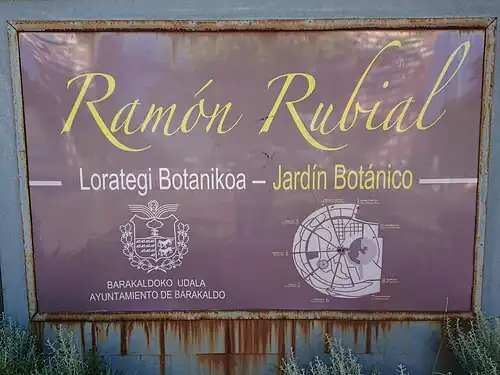 Ramón Rubial
Lorategi Botanikoa – Jardín Botánico
BARAKALDOKO UDALA
AYUNTAMIENTO DE BARAKALDO